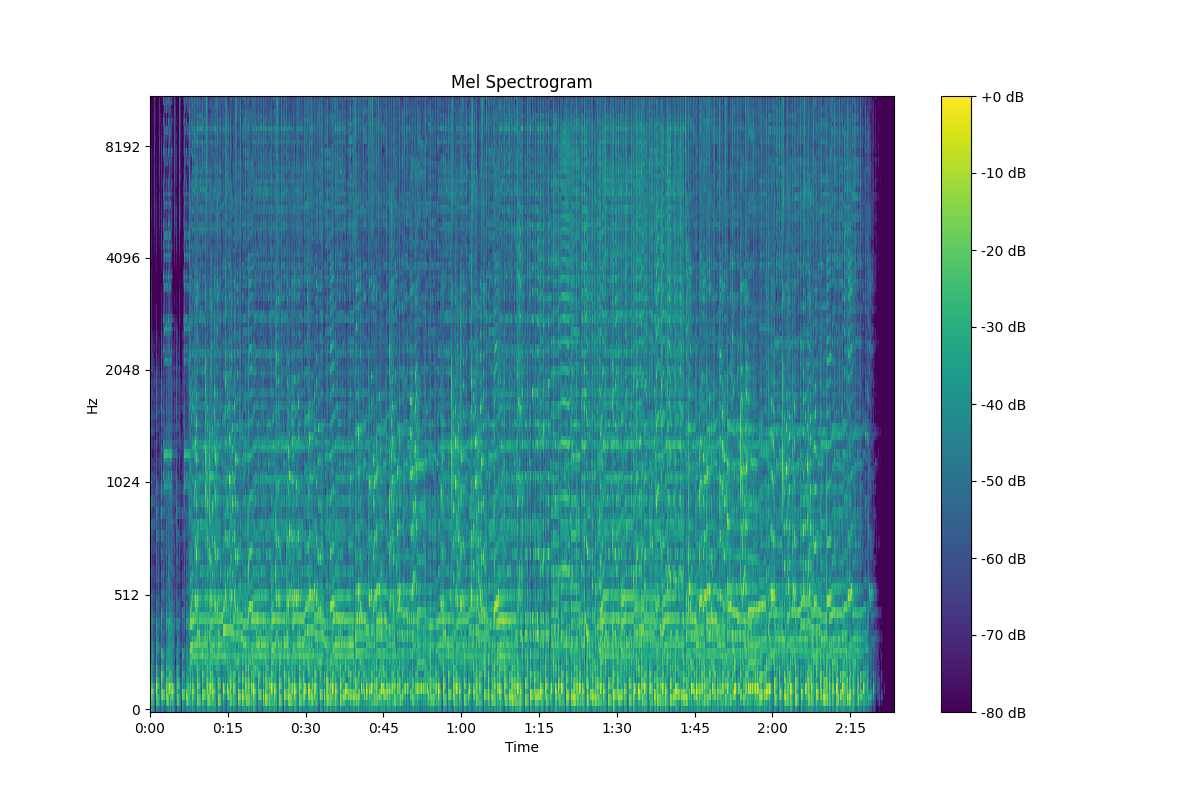 Mel Spectrogram
Hz
8192
4096
2048
1024
512
0
0:00 0:15 0:30 0:45 1:00 1:15 1:30 1:45 2:00 2:15
Time
+0 dB
-10 dB
-20 dB
-30 dB
-40 dB
-50 dB
-60 dB
-70 dB
-80 dB